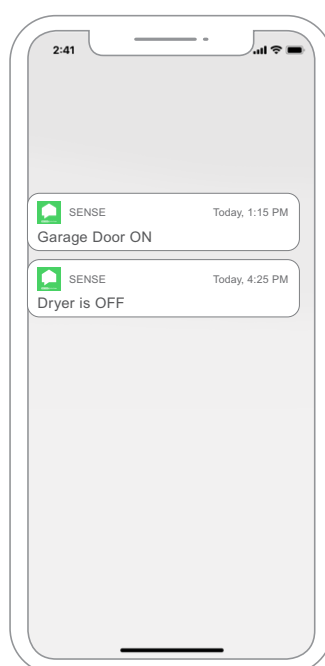 2:41
SENSE Today, 1:15 PM
Garage Door ON
SENSE Today, 4:25 PM
Dryer is OFF